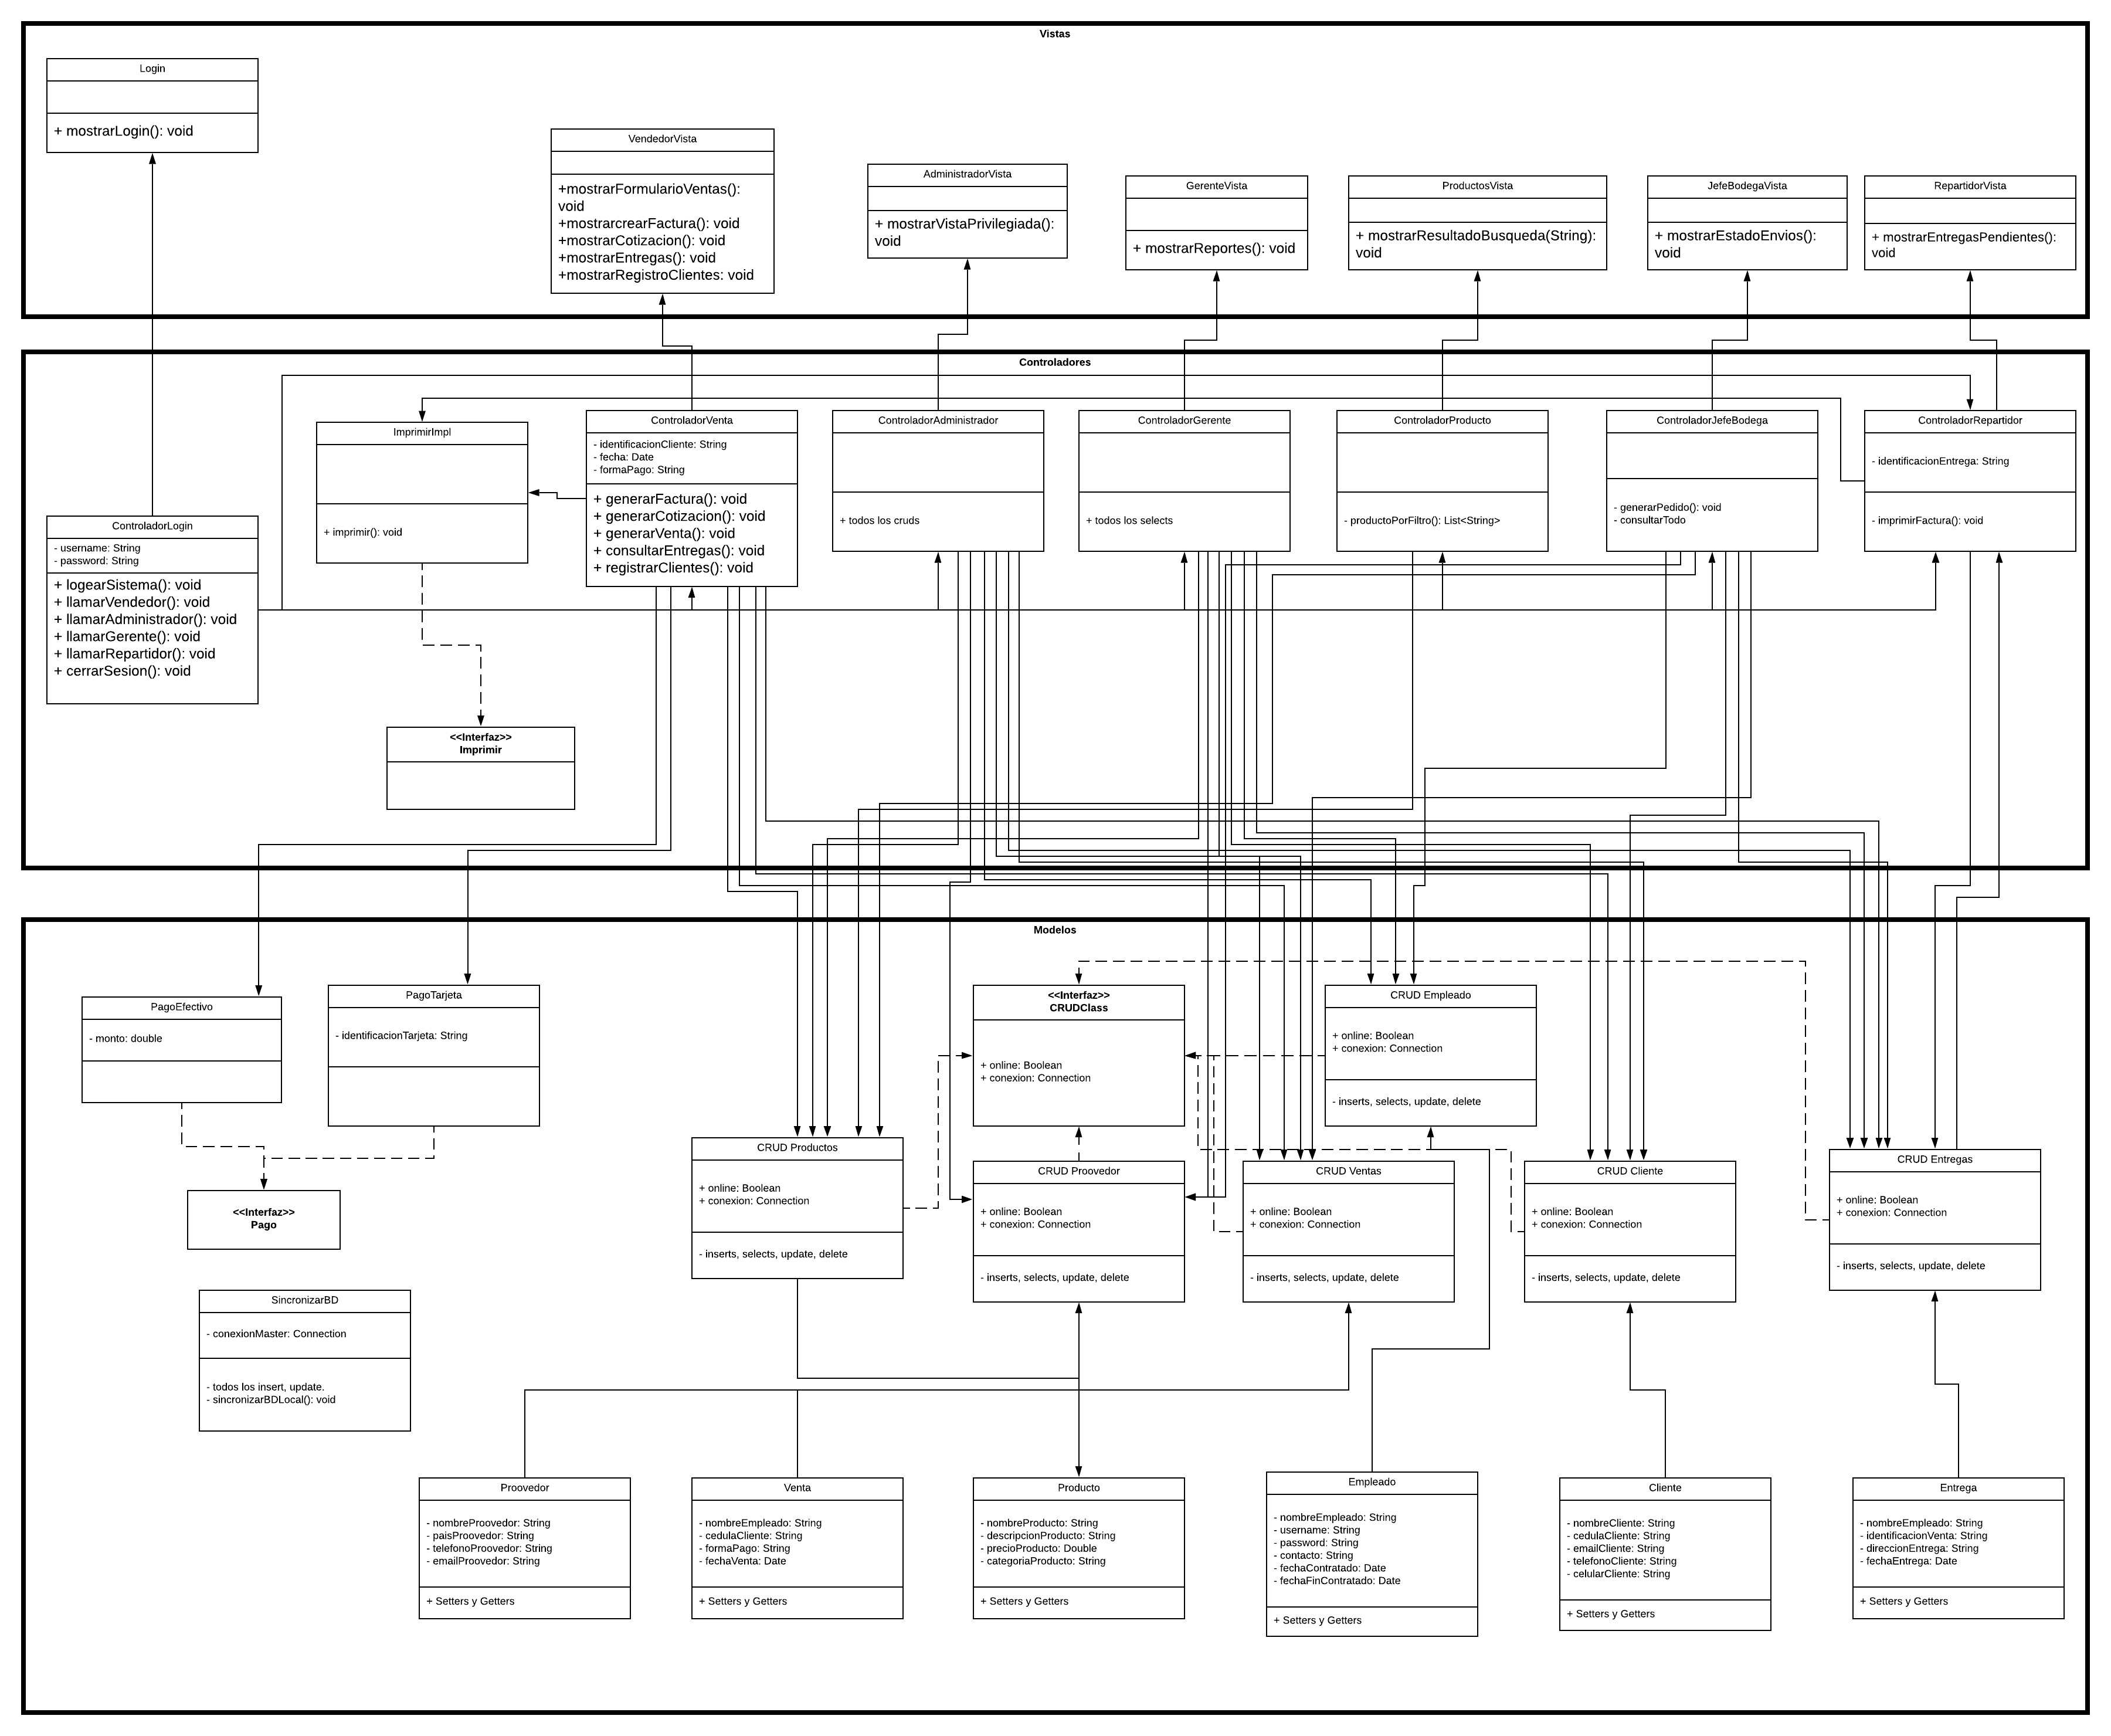 Vistas
Login
+ mostrarLogin(): void
VendedorVista
+mostrarFormularioVentas():
void
+mostrarcrearFactura(): void
+mostrarCotizacion(): void
+mostrarEntregas(): void
+mostrarRegistroClientes: void
AdministradorVista
+ mostrarVistaPrivilegiada():
void
GerenteVista
+ mostrarReportes(): void
ProductosVista
+ mostrarResultadoBusqueda(String):
void
JefeBodegaVista
+ mostrarEstadoEnvios():
void
RepartidorVista
+ mostrarEntregasPendientes():
void
Controladores
ControladorLogin
- username: String
- password: String
+ logearSistema(): void
+ llamarVendedor(): void
+ llamarAdministrador(): void
+ llamarGerente(): void
+ llamarRepartidor(): void
+ cerrarSesion(): void
ImprimirImpl
+ imprimir(): void
<<Interfaz>>
Imprimir
ControladorVenta
- identificacionCliente: String
- fecha: Date
- formaPago: String
+ generarFactura(): void
+ generarCotizacion(): void
+ generarVenta(): void
+ consultarEntregas(): void
+ registrarClientes(): void
ControladorAdministrador
+ todos los cruds
ControladorGerente
+ todos los selects
ControladorProducto
- productoPorFiltro(): List<String>
ControladorJefeBodega
- generarPedido(): void
- consultarTodo
ControladorRepartidor
- identificacionEntrega: String
- imprimirFactura(): void
Modelos
PagoEfectivo
- monto: double
PagoTarjeta
- identificacionTarjeta: String
<<Interfaz>>
Pago
SincronizarBD
- conexionMaster: Connection
- todos los insert, update.
- sincronizarBDLocal(): void
<<Interfaz>>
CRUDClass
+ online: Boolean
+ conexion: Connection
CRUD Empleado
+ online: Boolean
+ conexion: Connection
- inserts, selects, update, delete
CRUD Productos
+ online: Boolean
+ conexion: Connection
- inserts, selects, update, delete
CRUD Proovedor
+ online: Boolean
+ conexion: Connection
- inserts, selects, update, delete
CRUD Ventas
+ online: Boolean
+ conexion: Connection
- inserts, selects, update, delete
CRUD Cliente
+ online: Boolean
+ conexion: Connection
- inserts, selects, update, delete
CRUD Entregas
+ online: Boolean
+ conexion: Connection
- inserts, selects, update, delete
Proovedor
- nombreProovedor: String
- paisProovedor: String
- telefonoProovedor: String
- emailProovedor: String
+ Setters y Getters
Venta
- nombreEmpleado: String
- cedulaCliente: String
- formaPago: String
- fechaVenta: Date
+ Setters y Getters
Producto
- nombreProducto: String
- descripcionProducto: String
- precioProducto: Double
- categoriaProducto: String
+ Setters y Getters
Empleado
- nombreEmpleado: String
- username: String
- password: String
- contacto: String
- fechaContratado: Date
- fechaFinContratado: Date
+ Setters y Getters
Cliente
- nombreCliente: String
- cedulaCliente: String
- emailCliente: String
- telefonoCliente: String
- celularCliente: String
+ Setters y Getters
Entrega
- nombreEmpleado: String
- identificacionVenta: String
- direccionEntrega: String
- fechaEntrega: Date
+ Setters y Getters